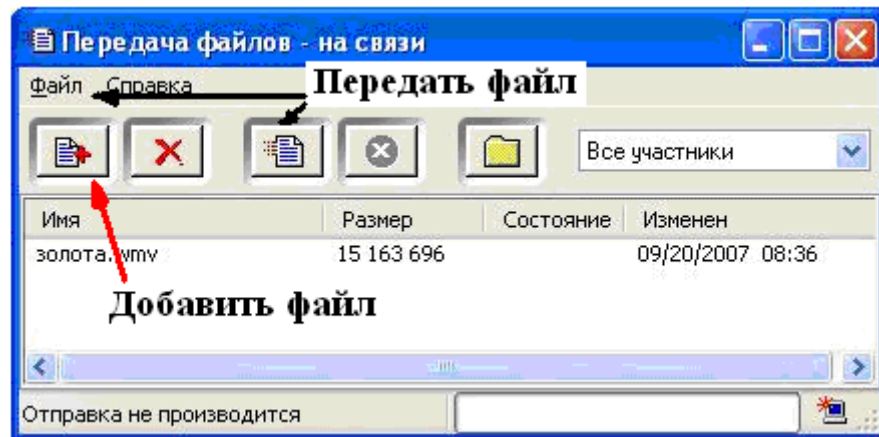 Передача файлов - на связи
Файл Справка
Передать файл
Все участники
Имя Размер Состояние Изменен
золота.wmv 15 163 696 09/20/2007 08:36
Добавить файл
Отправка не производится